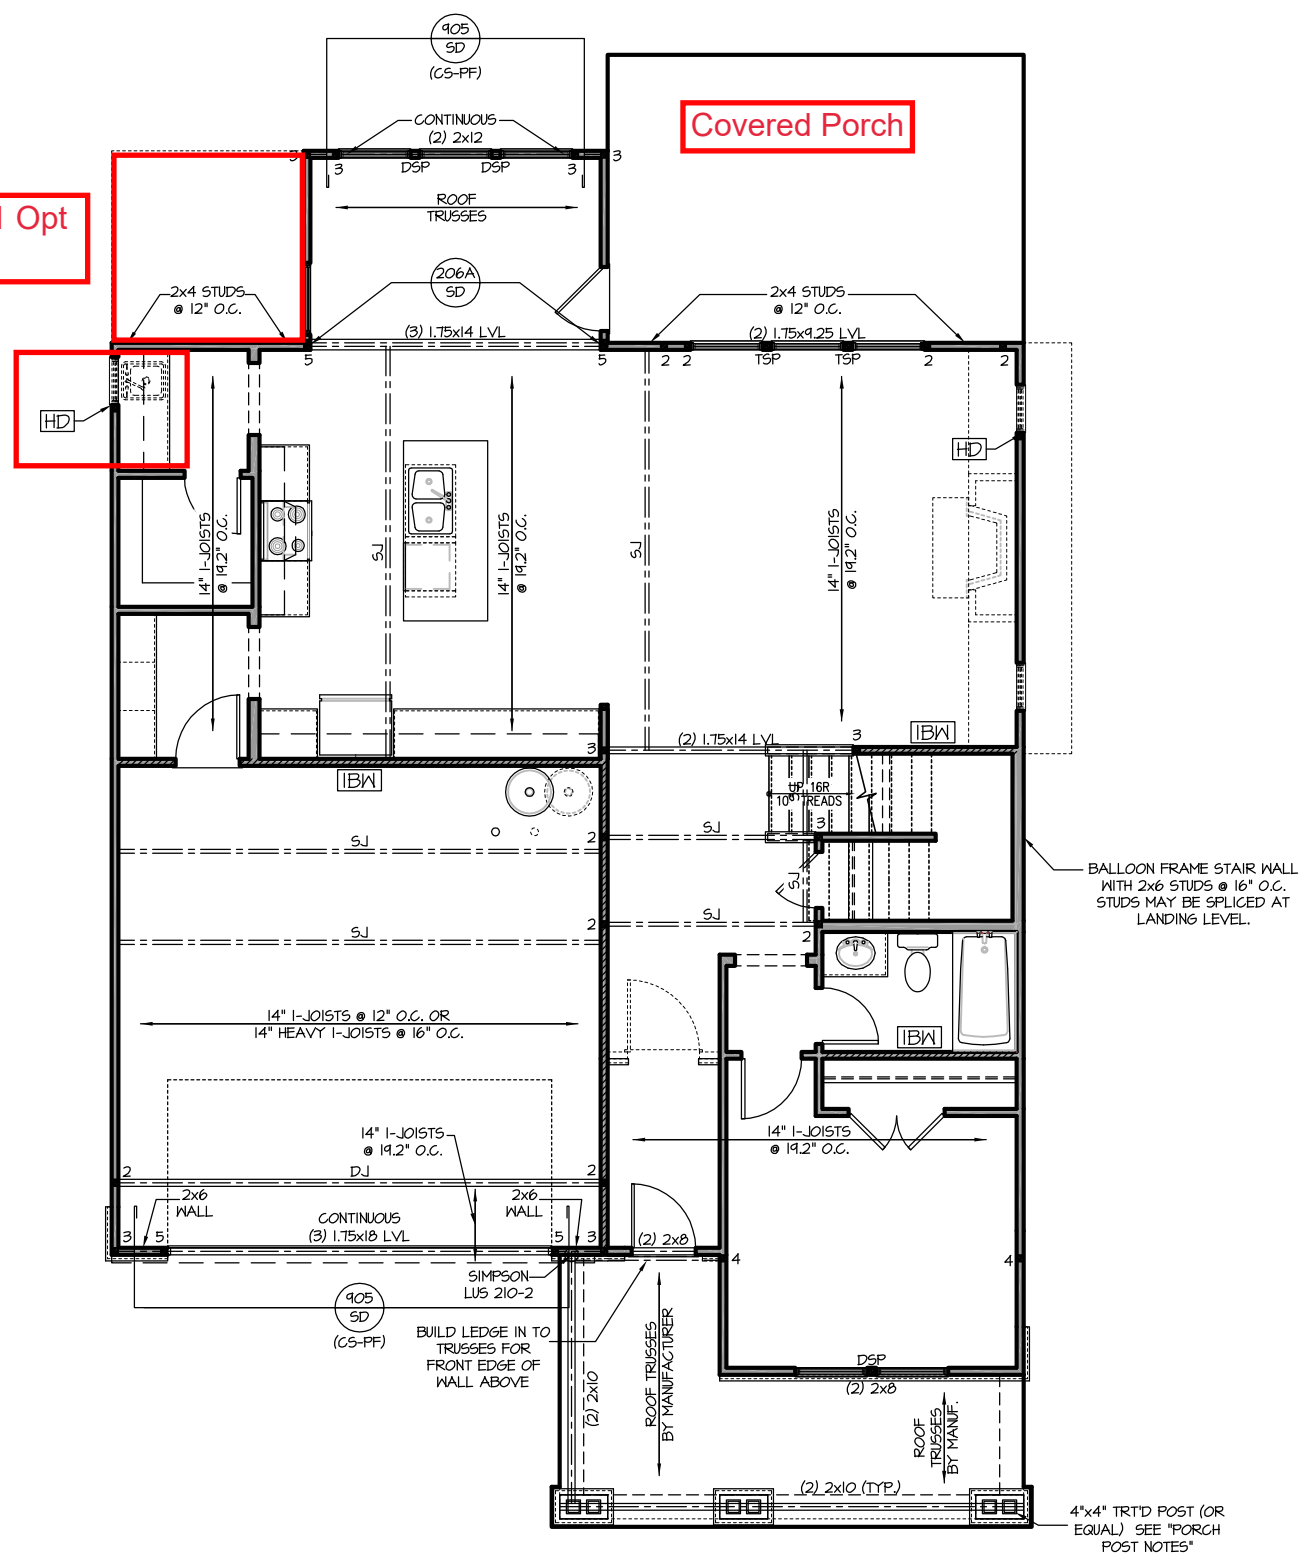 905
SD
(CS-PF)
CONTINUOUS
(2) 2x12
3
3
3
3
DSP
DSP
Covered Porch
Opt
ROOF
TRUSSES
2x4 STUDS
@ 12" O.C.
206A
SD
2x4 STUDS
@ 12" O.C.
(3) 1.75x14 LVL
(2) 1.75x9.25 LVL
5
5
2
2
TSP
TSP
2
2
HD
HD
14" I-JOISTS
@ 19.2" O.C.
SJ
14" I-JOISTS
@ 19.2" O.C.
SJ
14" I-JOISTS
@ 19.2" O.C.
3
(2) 1.75x14 LVL
3
IBW
IBW
UP 16R
10" TREADS
SJ
2
SJ
3
SJ
BALLOON FRAME STAIR WALL
WITH 2x6 STUDS @ 16" O.C.
STUDS MAY BE SPLICED AT
LANDING LEVEL.
SJ
2
SJ
2
14" I-JOISTS @ 12" O.C. OR
14" HEAVY I-JOISTS @ 16" O.C.
IBW
14" I-JOISTS
@ 19.2" O.C.
14" I-JOISTS
@ 19.2" O.C.
2
DJ
2
2x6
WALL
2x6
WALL
CONTINUOUS
(3) 1.75x18 LVL
3
5
5
3
(2) 2x8
4
4
SIMPSON
LUS 210-2
905
SD
(CS-PF)
BUILD LEDGE IN TO
TRUSSES FOR
FRONT EDGE OF
WALL ABOVE
(2) 2x10
ROOF TRUSSES
BY MANUFACTURER
DSP
(2) 2x8
ROOF
TRUSSES
BY MANUF.
(2) 2x10 (TYP.)
4"x4" TRT'D POST (OR
EQUAL) SEE "PORCH
POST NOTES"